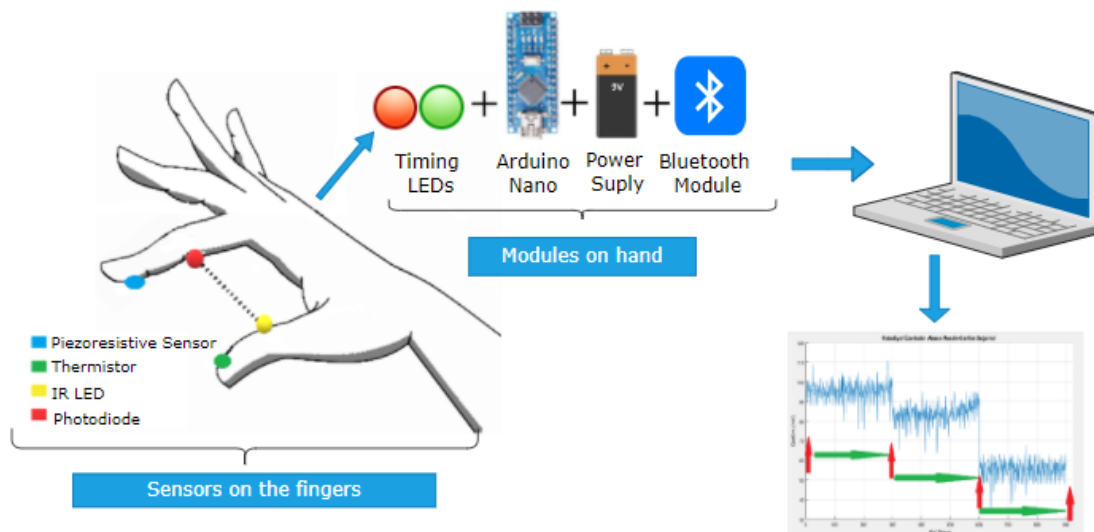 9V
Timing
LEDs
Arduino
Nano
Power
Suply
Bluetooth
Module
Modules on hand
Piezoresistive Sensor
Thermistor
IR LED
Photodiode
Sensors on the fingers